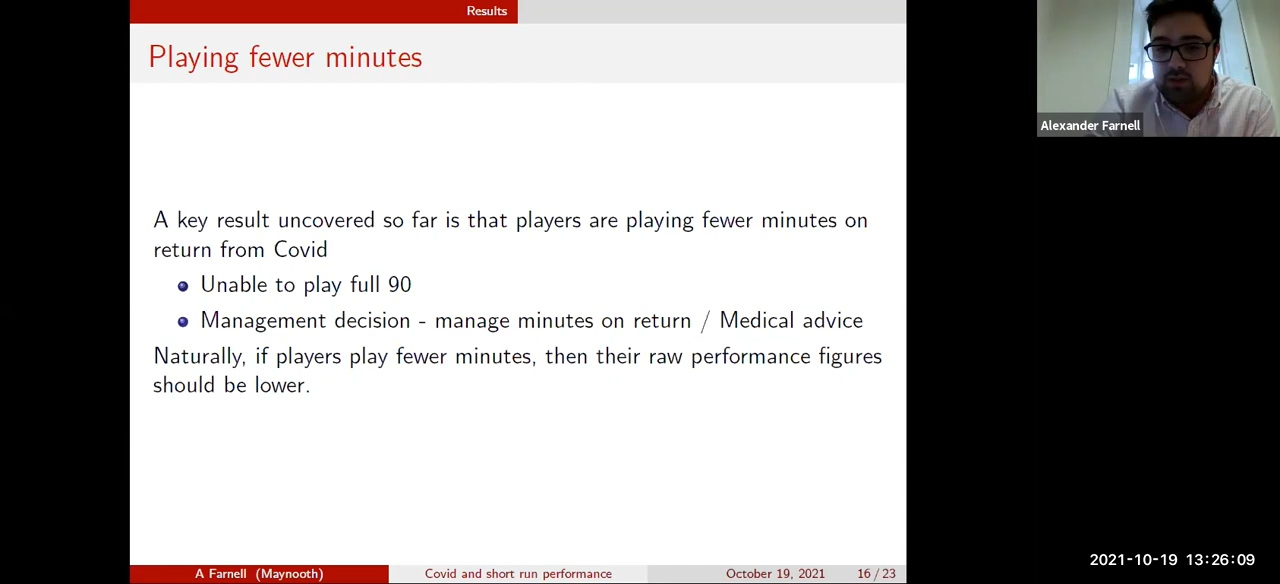 Results
Playing fewer minutes
A key result uncovered so far is that players are playing fewer minutes on
return from Covid
Unable to play full 90
Management decision - manage minutes on return / Medical advice
Naturally, if players play fewer minutes, then their raw performance figures
should be lower.
A Farnell (Maynooth)
Covid and short run performance
October 19, 2021
16 / 23
Alexander Farnell
2021-10-19 13:26:09